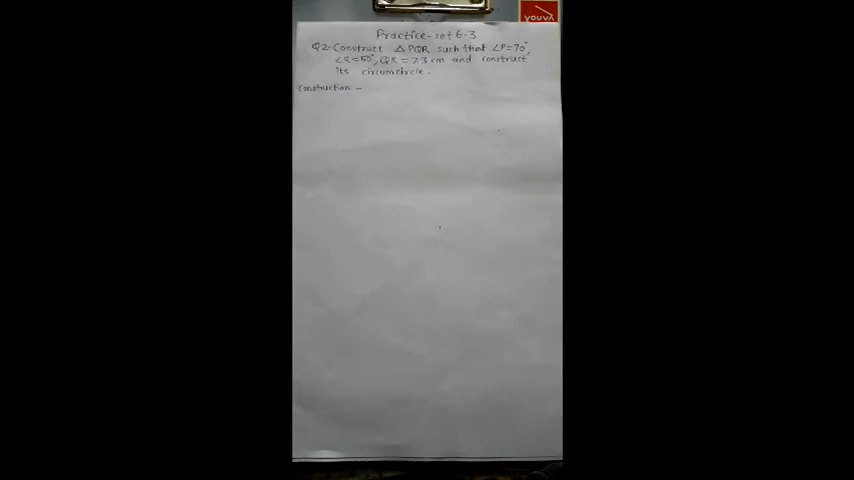 youva
Practice-set 6.3
Q2. Construct △ PQR such that ∠P=70°,
∠R=50°, QR=7.3 cm and construct
its circumcircle.
Construction -